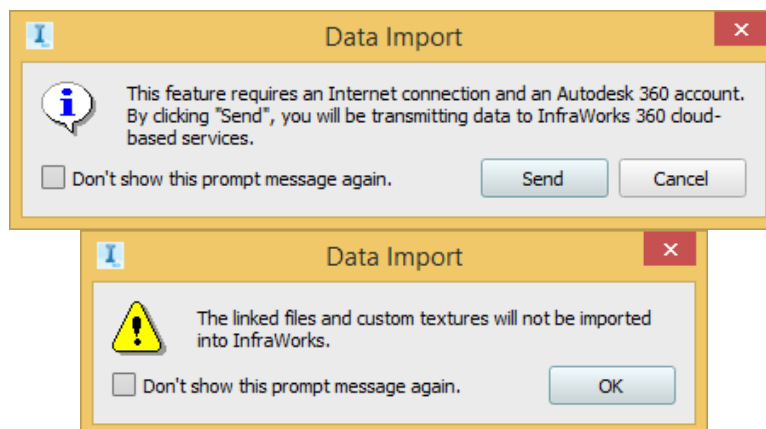 Data Import
This feature requires an Internet connection and an Autodesk 360 account.
By clicking "Send", you will be transmitting data to InfraWorks 360 cloud-
based services.
Don't show this prompt message again.
Send
Cancel
Data Import
The linked files and custom textures will not be imported
into InfraWorks.
Don't show this prompt message again.
OK